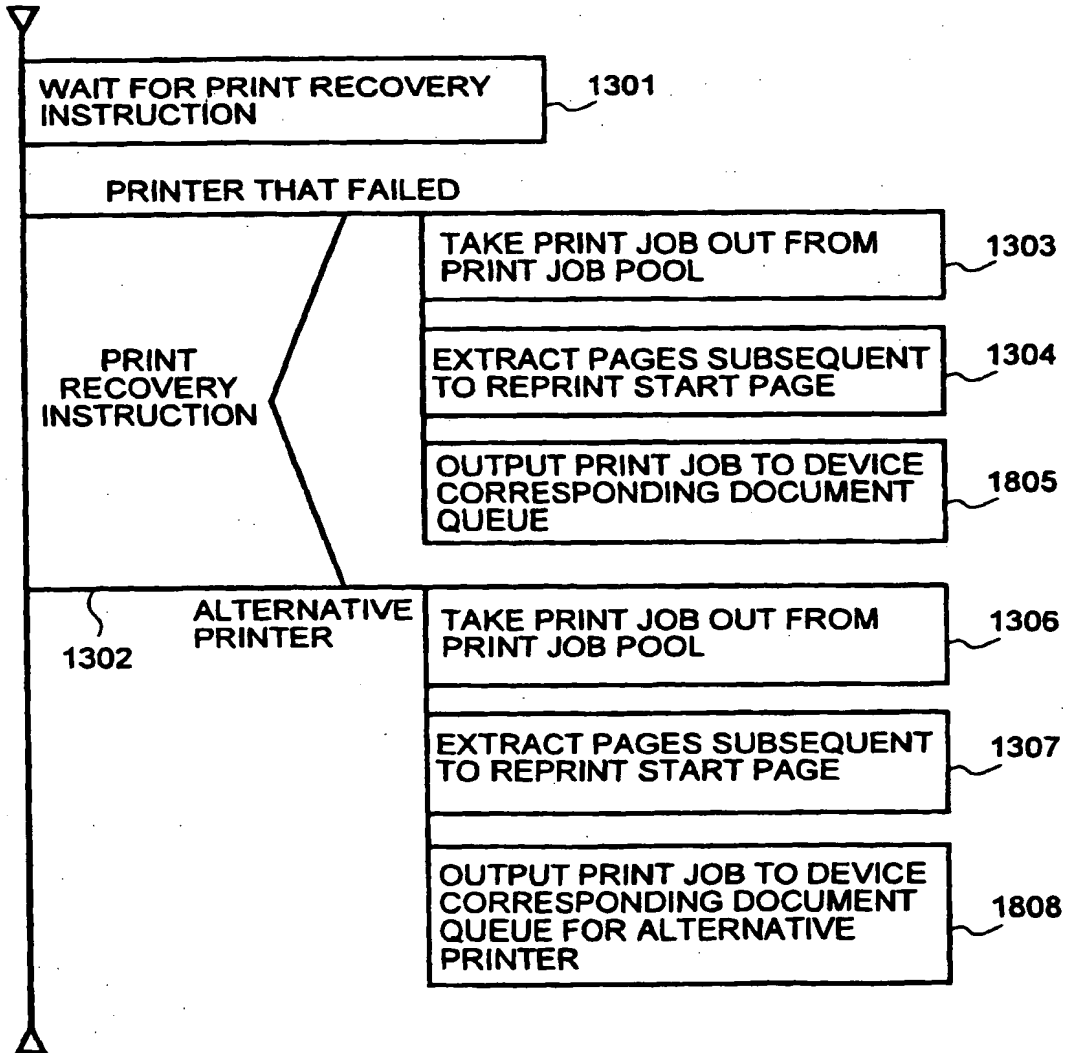 WAIT FOR PRINT RECOVERY
INSTRUCTION
1301
PRINTER THAT FAILED
TAKE PRINT JOB OUT FROM
PRINT JOB POOL
1303
PRINT
RECOVERY
INSTRUCTION
EXTRACT PAGES SUBSEQUENT
TO REPRINT START PAGE
1304
OUTPUT PRINT JOB TO DEVICE
CORRESPONDING DOCUMENT
QUEUE
1805
1302
ALTERNATIVE
PRINTER
TAKE PRINT JOB OUT FROM
PRINT JOB POOL
1306
EXTRACT PAGES SUBSEQUENT
TO REPRINT START PAGE
1307
OUTPUT PRINT JOB TO DEVICE
CORRESPONDING DOCUMENT
QUEUE FOR ALTERNATIVE
PRINTER
1808